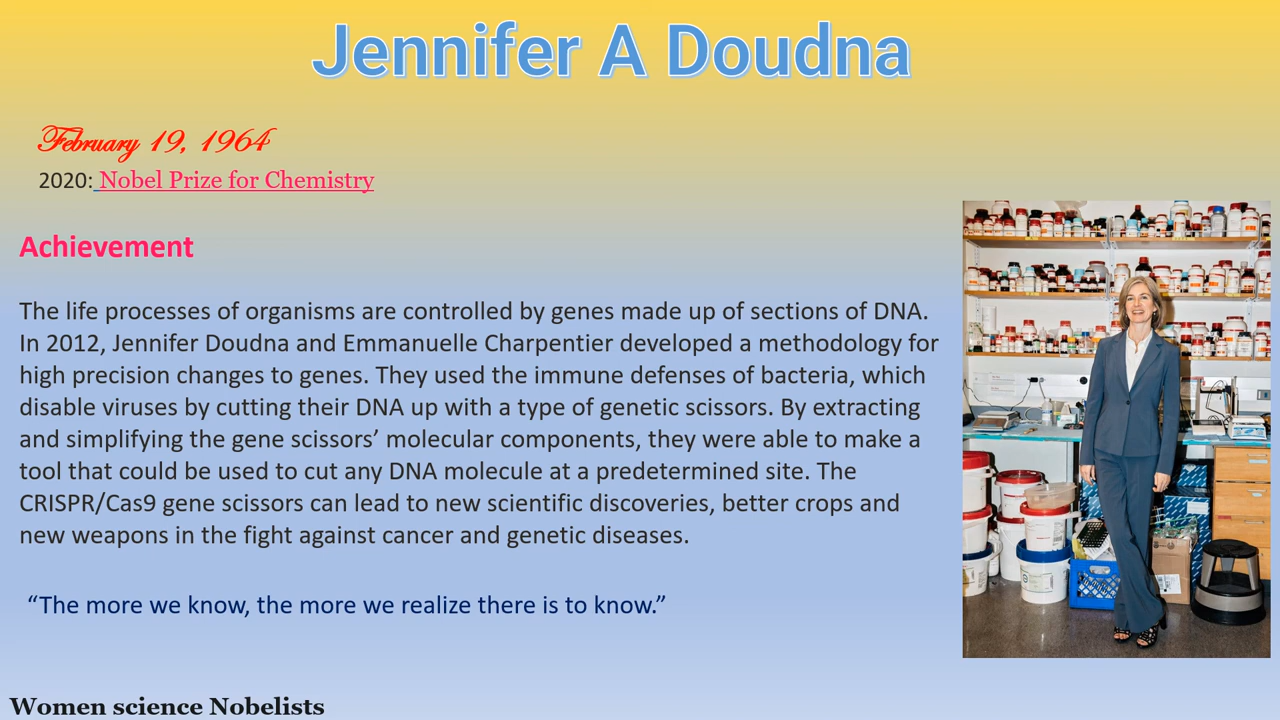 Jennifer A Doudna
February 19, 1964
2020: Nobel Prize for Chemistry
Achievement
The life processes of organisms are controlled by genes made up of sections of DNA.
In 2012, Jennifer Doudna and Emmanuelle Charpentier developed a methodology for
high precision changes to genes. They used the immune defenses of bacteria, which
disable viruses by cutting their DNA up with a type of genetic scissors. By extracting
and simplifying the gene scissors’ molecular components, they were able to make a
tool that could be used to cut any DNA molecule at a predetermined site. The
CRISPR/Cas9 gene scissors can lead to new scientific discoveries, better crops and
new weapons in the fight against cancer and genetic diseases.
“The more we know, the more we realize there is to know.”
Women science Nobelists